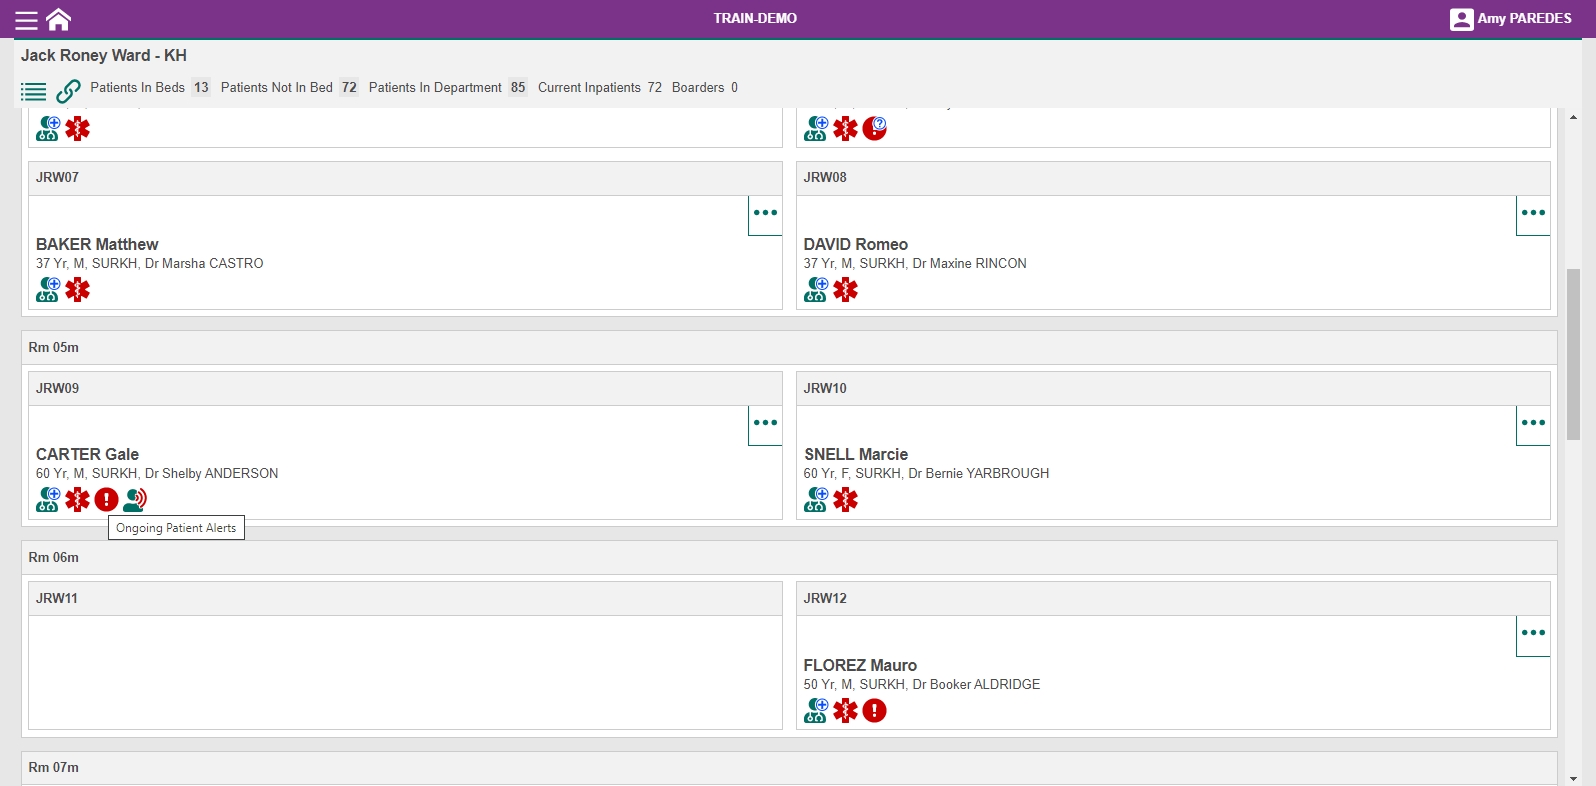 TRAIN-DEMO
Amy PAREDES
Jack Roney Ward - KH
Patients In Beds 13 Patients Not In Bed 72 Patients In Department 85 Current Inpatients 72 Boarders 0
JRW07
BAKER Matthew
37 Yr, M, SURKH, Dr Marsha CASTRO
JRW08
DAVID Romeo
37 Yr, M, SURKH, Dr Maxine RINCON
Rm 05m
JRW09
CARTER Gale
60 Yr, M, SURKH, Dr Shelby ANDERSON
Ongoing Patient Alerts
JRW10
SNELL Marcie
60 Yr, F, SURKH, Dr Bernie YARBROUGH
Rm 06m
JRW11
JRW12
FLOREZ Mauro
50 Yr, M, SURKH, Dr Booker ALDRIDGE
Rm 07m